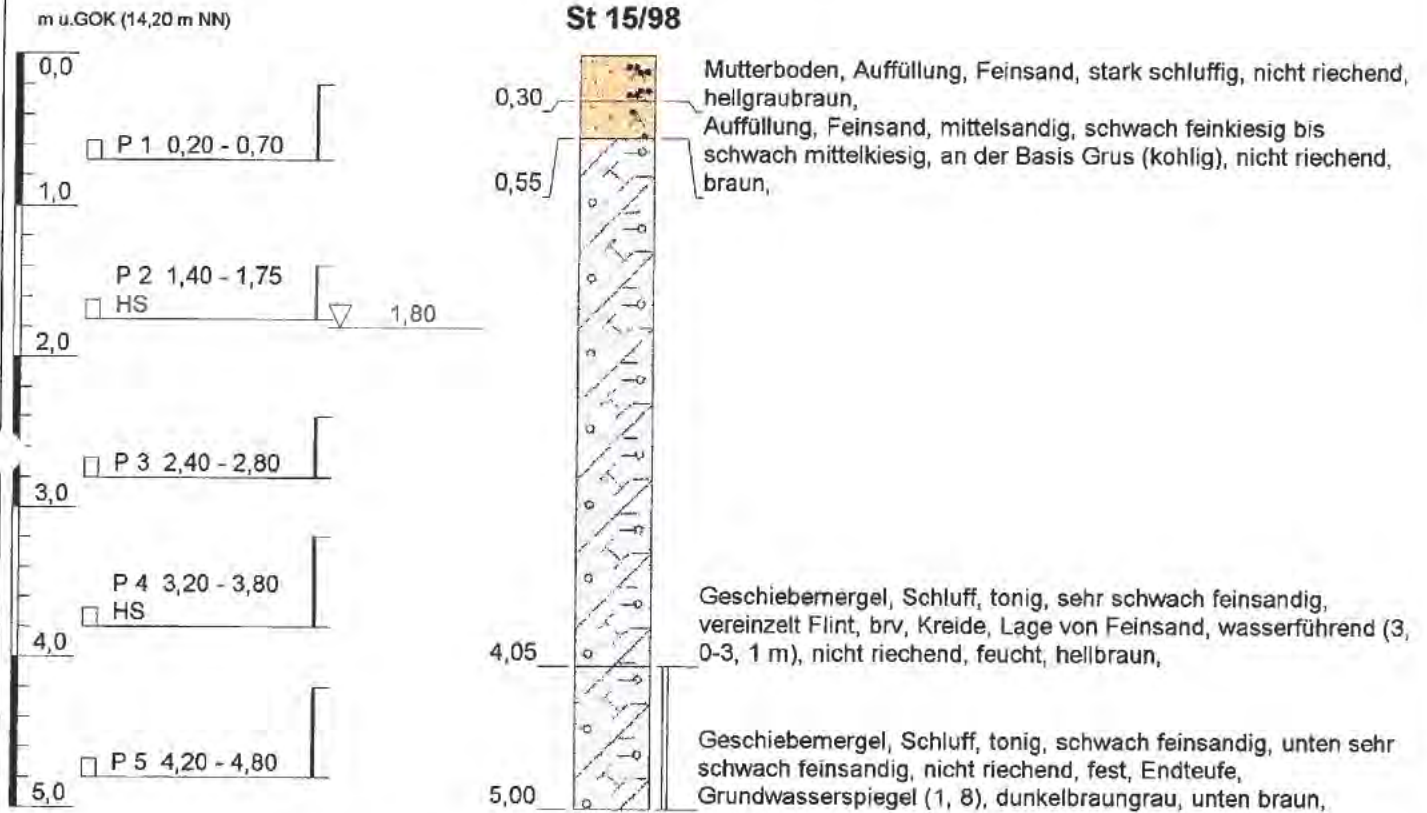 m u.GOK (14,20 m NN)
St 15/98
0,0
P 1 0,20 - 0,70
1,0
P 2 1,40 - 1,75
HS
1,80
2,0
P 3 2,40 - 2,80
3,0
P 4 3,20 - 3,80
HS
4,0
P 5 4,20 - 4,80
5,0
0,30
0,55
4,05
5,00
Mutterboden, Auffüllung, Feinsand, stark schluffig, nicht riechend,
hellgraubraun,
Auffüllung, Feinsand, mittelsandig, schwach feinkiesig bis
schwach mittelkiesig, an der Basis Grus (kohlig), nicht riechend,
braun,
Geschiebemergel, Schluff, tonig, sehr schwach feinsandig,
vereinzelt Flint, brv, Kreide, Lage von Feinsand, wasserführend (3,
0-3, 1 m), nicht riechend, feucht, hellbraun,
Geschiebemergel, Schluff, tonig, schwach feinsandig, unten sehr
schwach feinsandig, nicht riechend, fest, Endteufe,
Grundwasserspiegel (1, 8), dunkelbraungrau, unten braun,